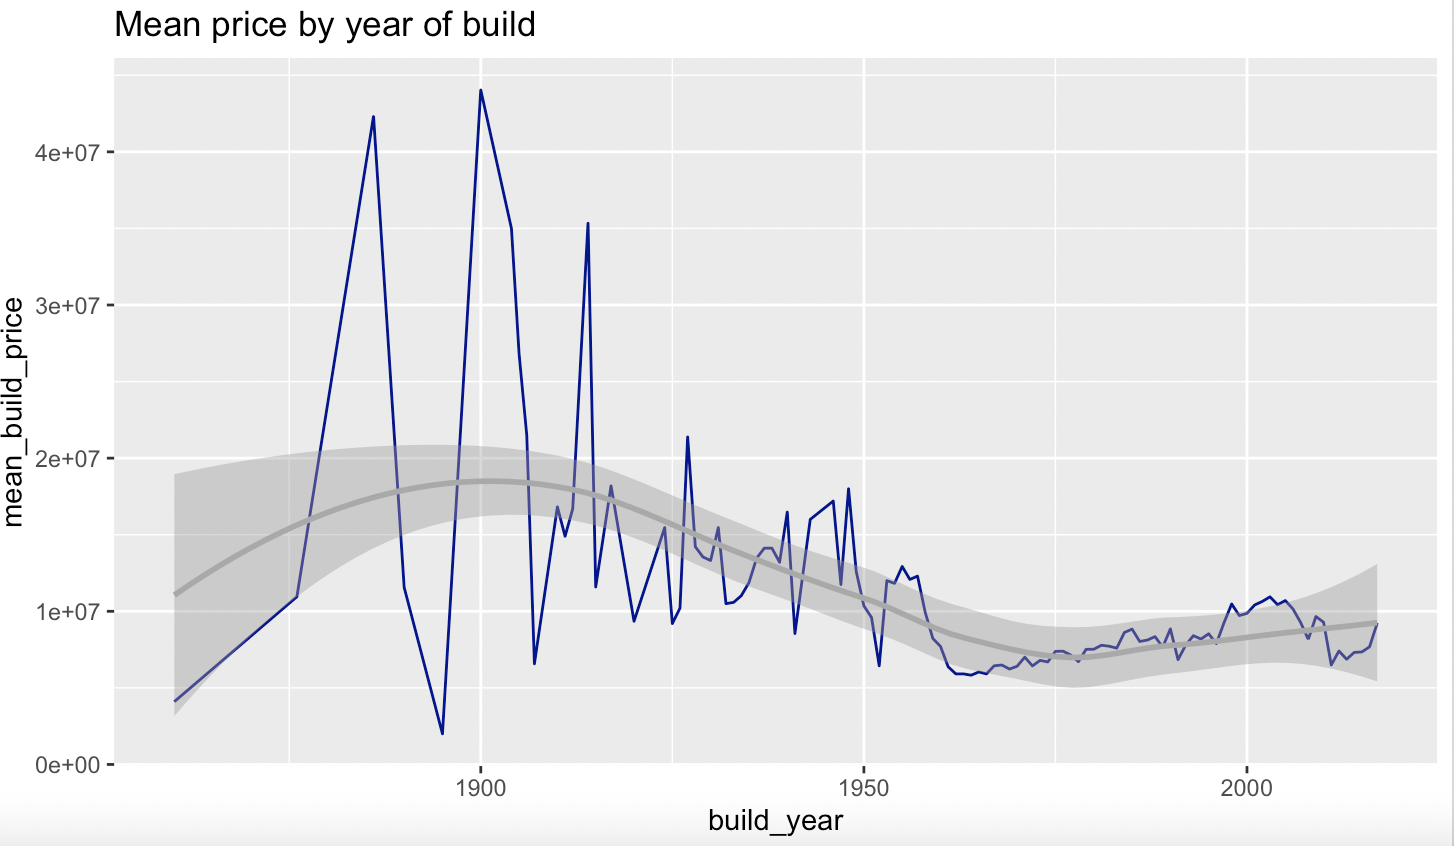 Mean price by year of build
4e+07
3e+07
2e+07
1e+07
0e+00
mean_build_price
1900 1950 2000
build_year